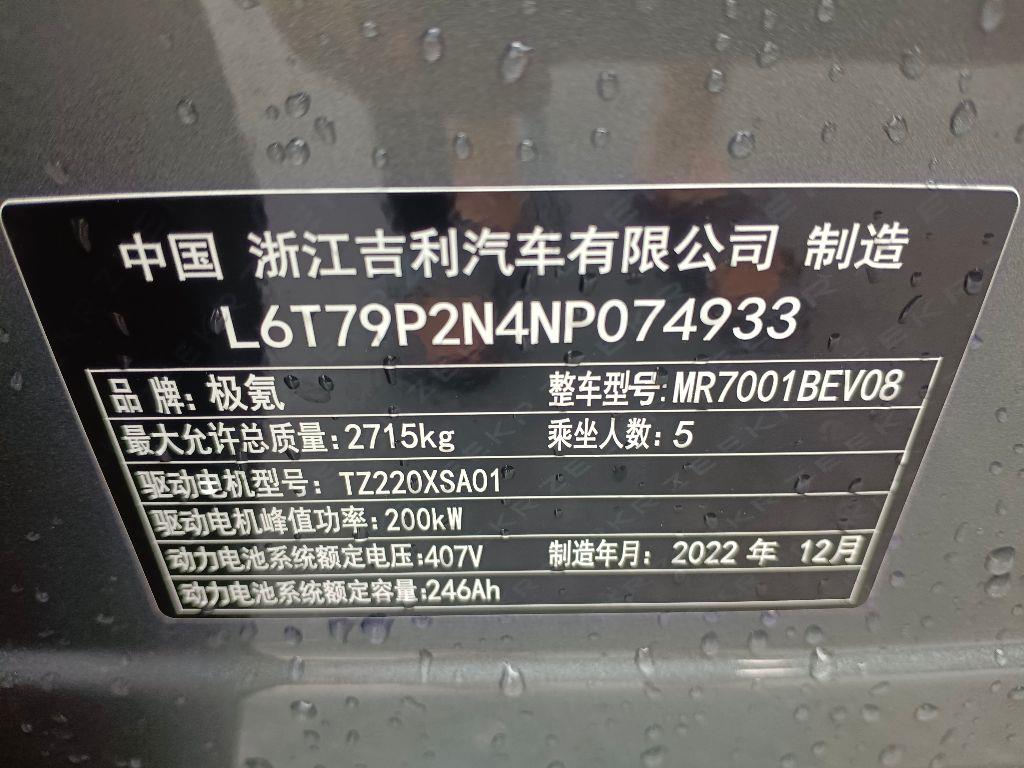 中国 浙江吉利汽车有限公司 制造
L6T79P2N4NP074933
品牌: 极氪 整车型号: MR7001BEV08
最大允许总质量: 2715kg 乘坐人数: 5
驱动电机型号: TZ220XSA01
驱动电机峰值功率: 200kW
动力电池系统额定电压: 407V 制造年月: 2022 年 12月
动力电池系统额定容量: 246Ah